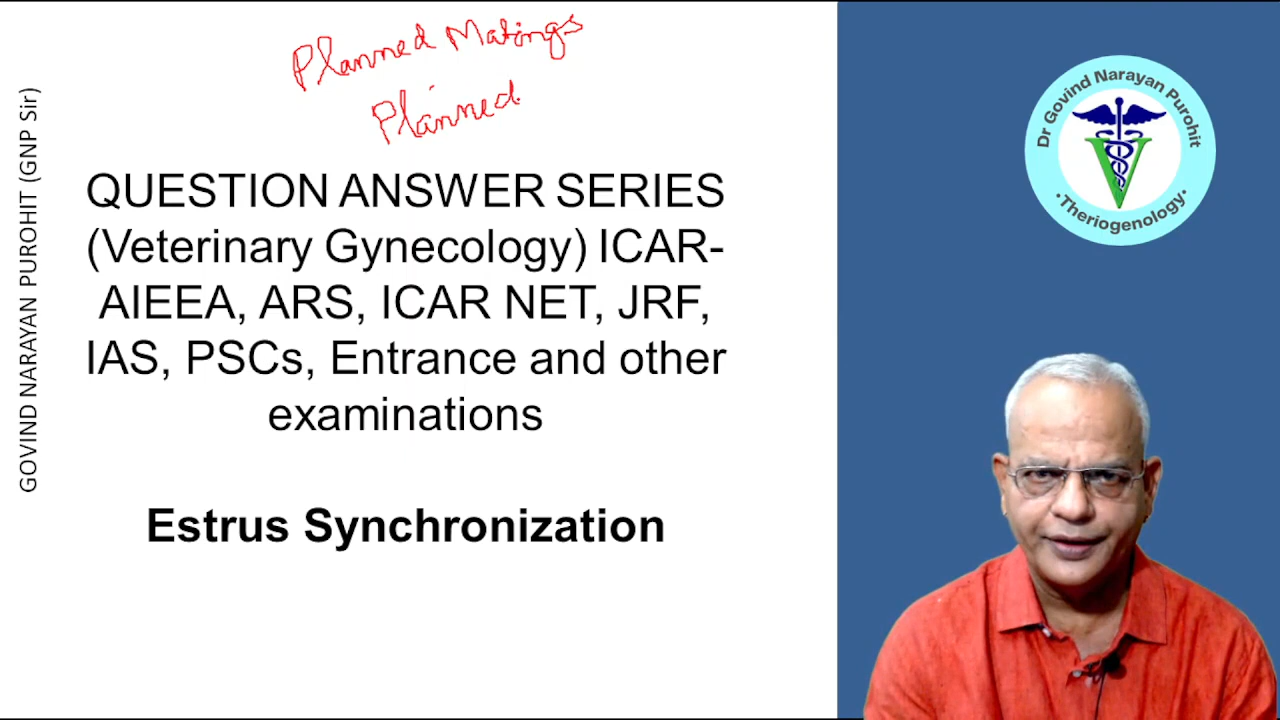 Planned Matings
Planned
GOVIND NARAYAN PUROHIT (GNP Sir)
QUESTION ANSWER SERIES
(Veterinary Gynecology) ICAR-
AIEEA, ARS, ICAR NET, JRF,
IAS, PSCs, Entrance and other
examinations
Estrus Synchronization
Dr Govind Narayan Purohit
·Theriogenology·
V